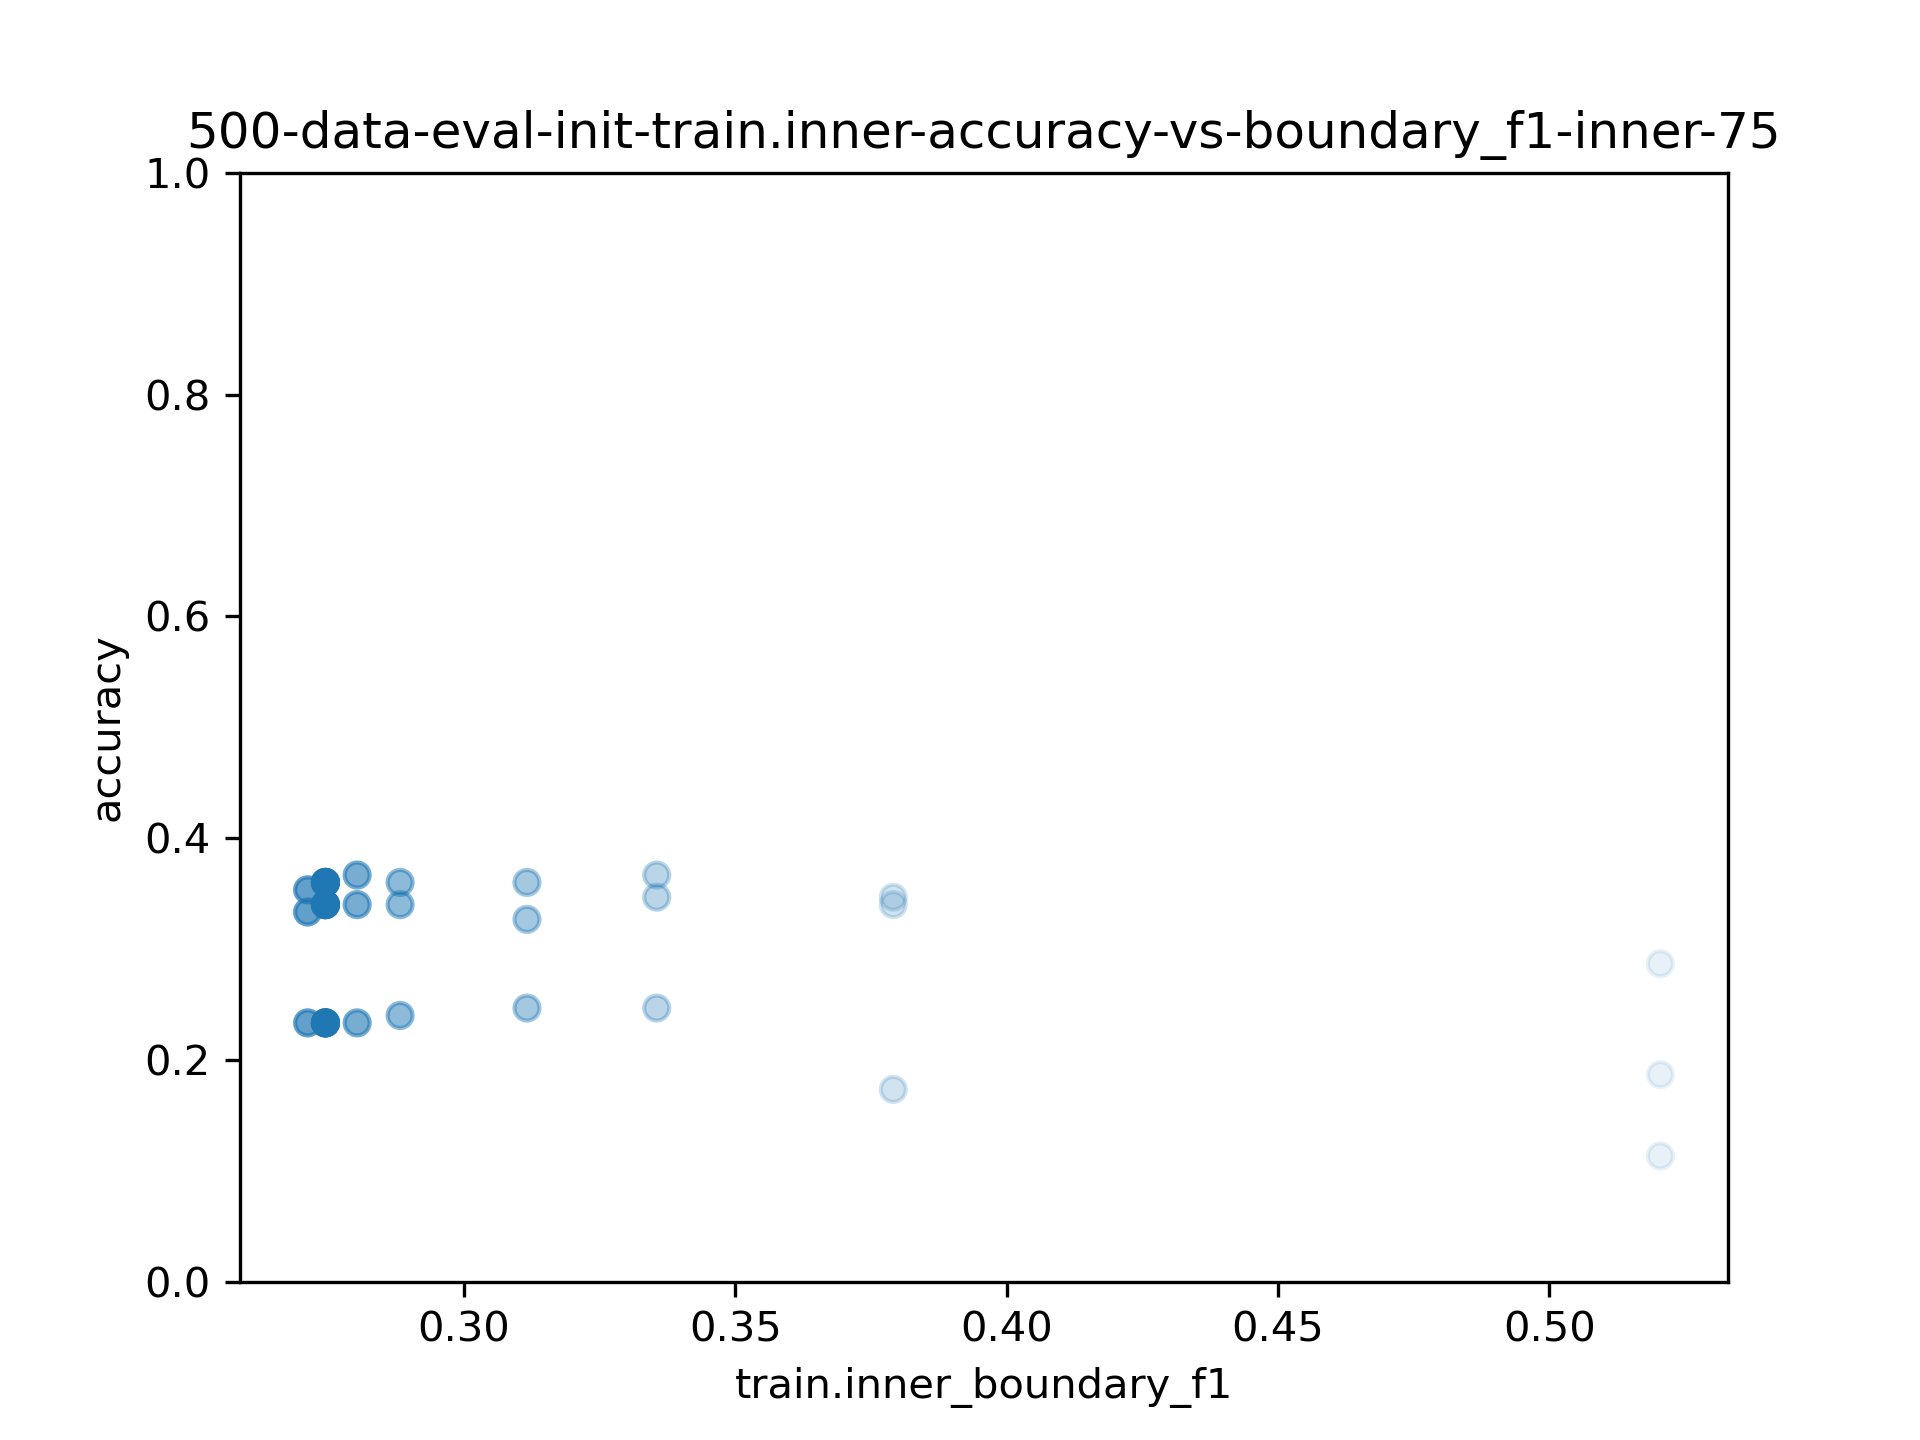 500-data-eval-init-train.inner-accuracy-vs-boundary_f1-inner-75
1.0
0.8
0.6
0.4
0.2
0.0
accuracy
0.30 0.35 0.40 0.45 0.50
train.inner_boundary_f1